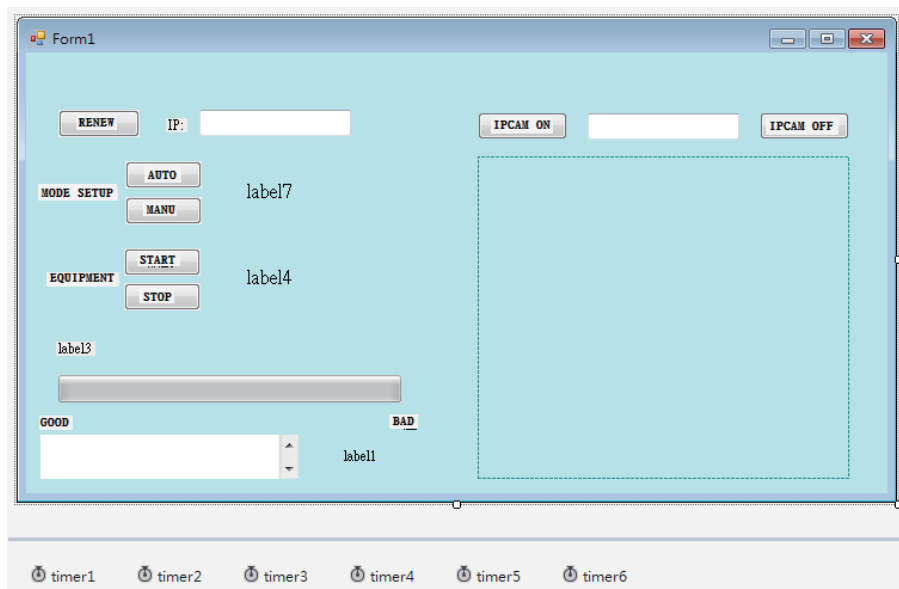 Form1
RENEW IP: IPCAM ON IPCAM OFF
AUTO
MODE SETUP label7
MANU
START
EQUIPMENT label4
STOP
label3
GOOD BAD
label1
timer1 timer2 timer3 timer4 timer5 timer6